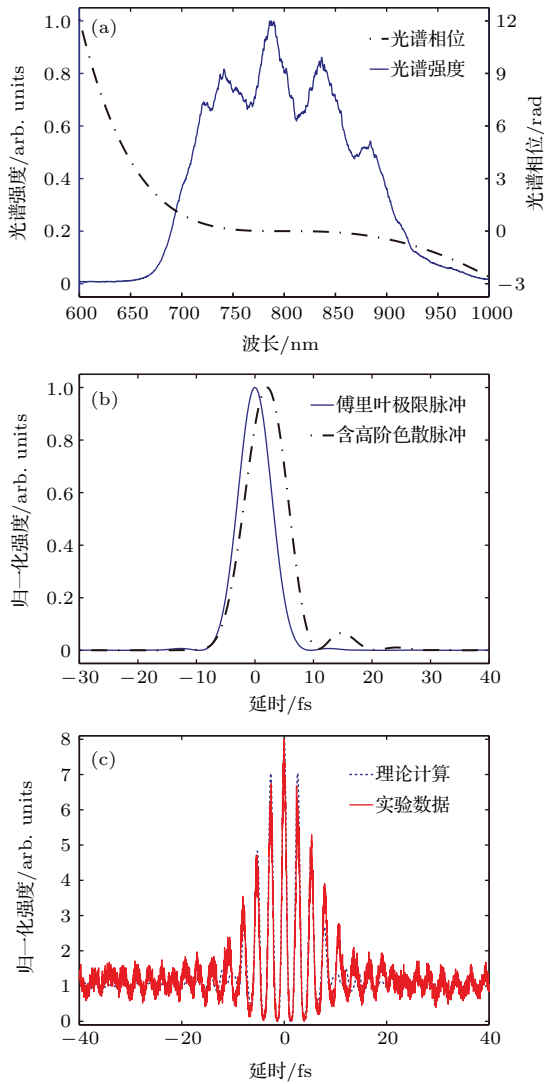 (a)
光谱相位
光谱强度
光谱强度/arb. units
1.0
0.8
0.6
0.4
0.2
0
12
9
6
3
0
−3
光谱相位/rad
600 650 700 750 800 850 900 950 1000
波长/nm
(b)
傅里叶极限脉冲
含高阶色散脉冲
归一化强度/arb. units
1.0
0.8
0.6
0.4
0.2
0
−30 −20 −10 0 10 20 30 40
延时/fs
(c)
理论计算
实验数据
归一化强度/arb. units
8
7
6
5
4
3
2
1
0
−40 −20 0 20 40
延时/fs